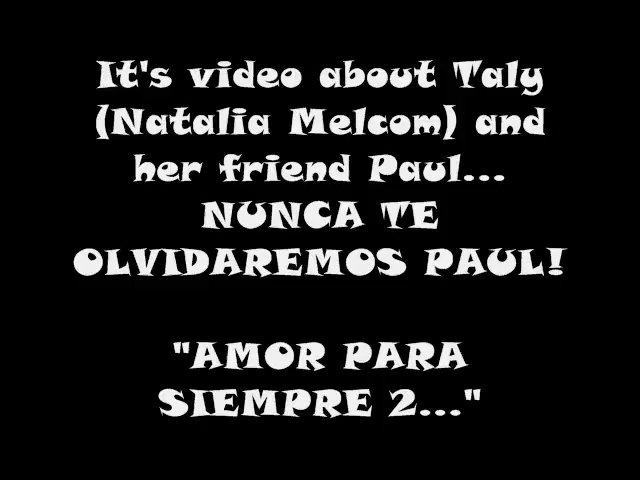 It's video about Taly
(Natalia Melcom) and
her friend Paul...
NUNCA TE
OLVIDAREMOS PAUL!
"AMOR PARA
SIEMPRE 2..."